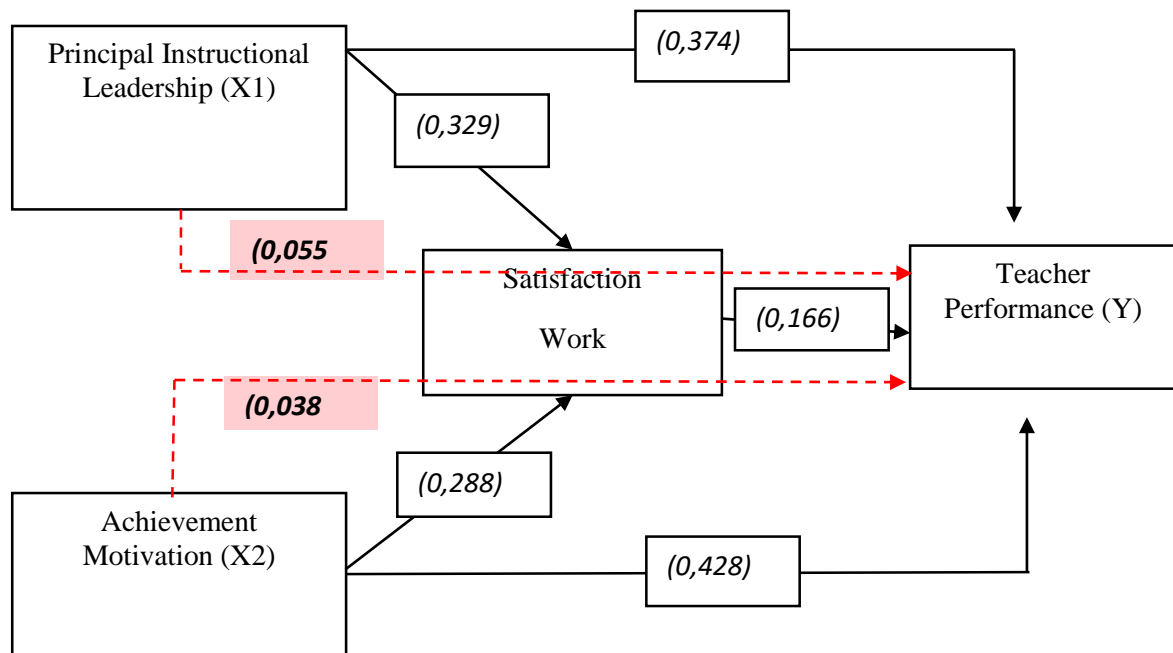 Principal Instructional
Leadership (X1)
(0,374)
(0,329)
(0,055
Satisfaction
Work
(0,166)
Teacher
Performance (Y)
(0,038
(0,288)
Achievement
Motivation (X2)
(0,428)